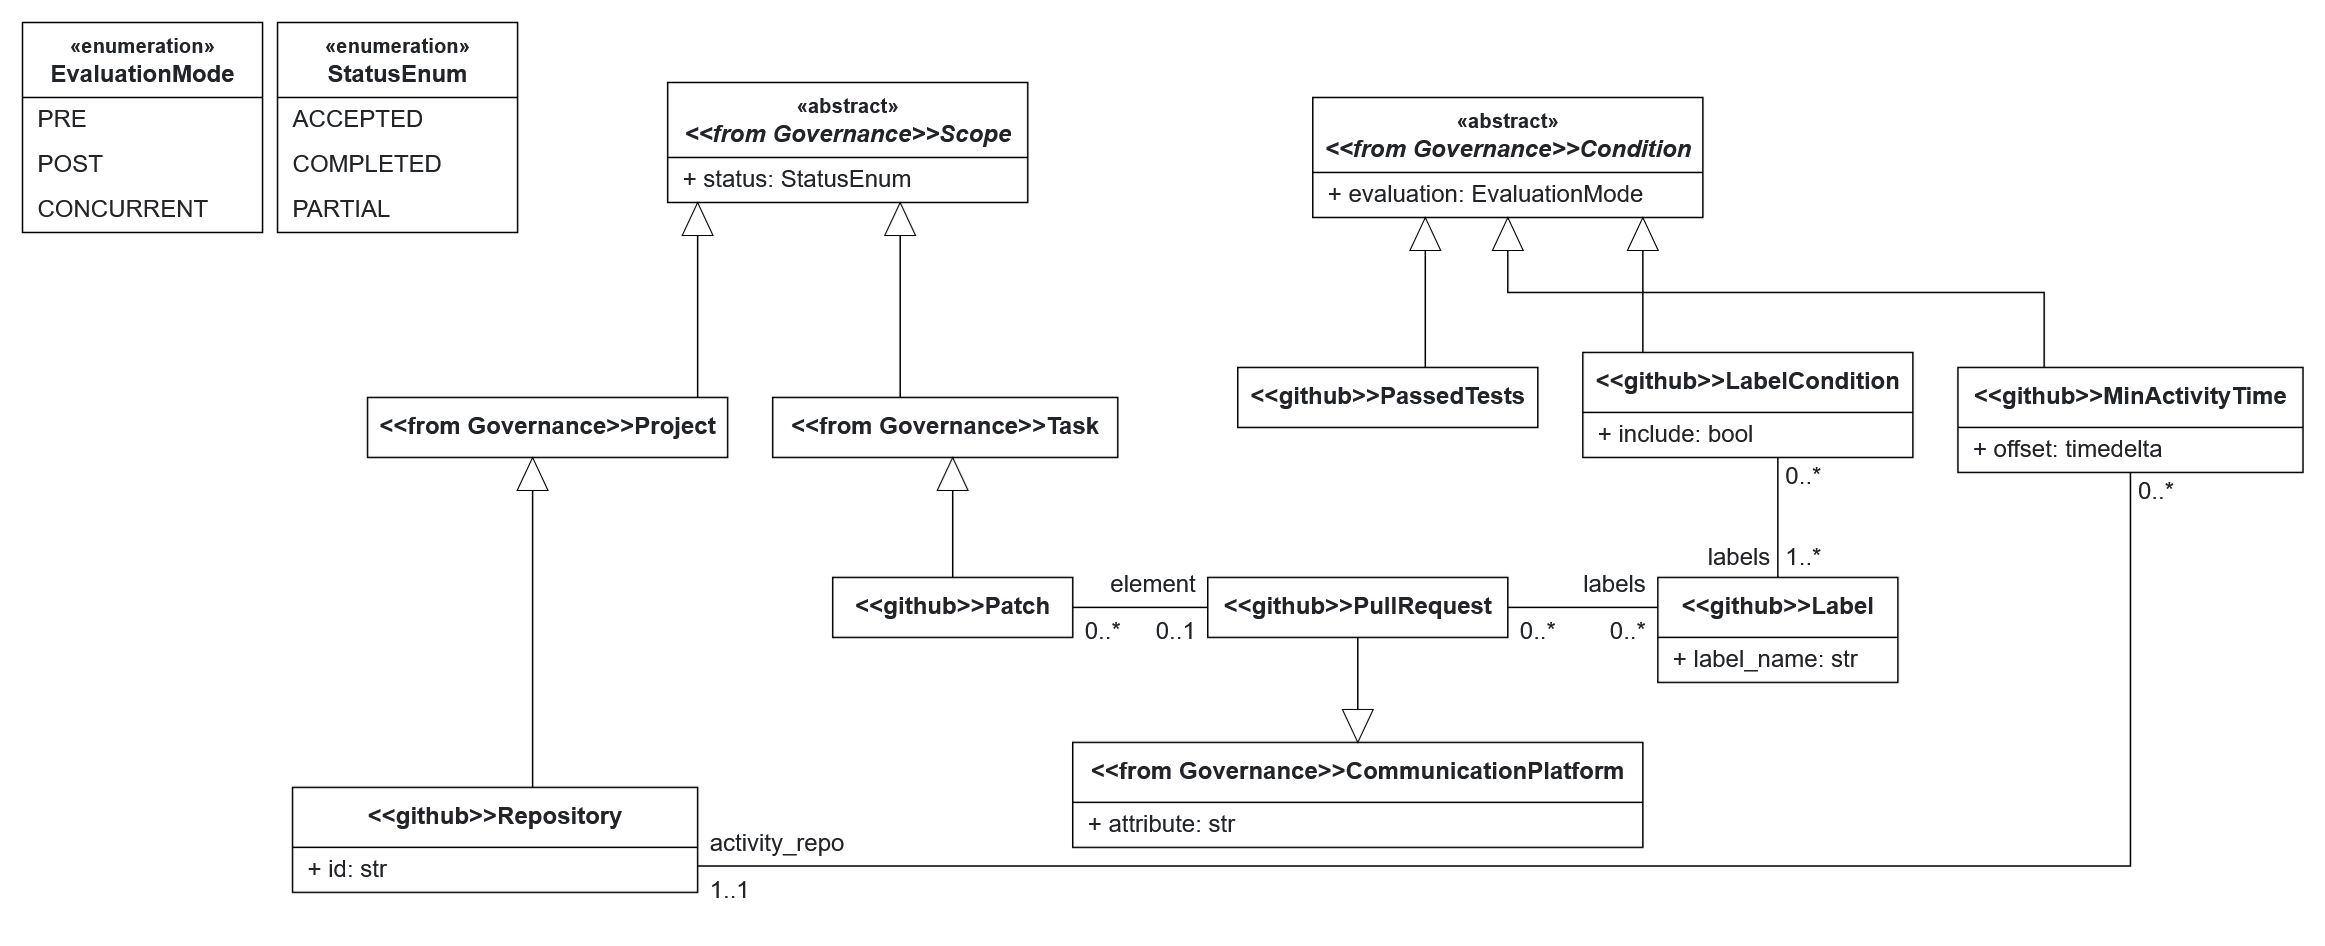 «enumeration»
EvaluationMode
PRE
POST
CONCURRENT
«enumeration»
StatusEnum
ACCEPTED
COMPLETED
PARTIAL
«abstract»
<<from Governance>>Scope
+ status: StatusEnum
«abstract»
<<from Governance>>Condition
+ evaluation: EvaluationMode
<<from Governance>>Project
<<from Governance>>Task
<<github>>PassedTests
<<github>>LabelCondition
+ include: bool
<<github>>MinActivityTime
+ offset: timedelta
0..*
0..*
labels
1..*
<<github>>Patch
element
0..*
0..1
<<github>>PullRequest
labels
0..*
0..*
<<github>>Label
+ label_name: str
<<from Governance>>CommunicationPlatform
+ attribute: str
<<github>>Repository
+ id: str
activity_repo
1..1